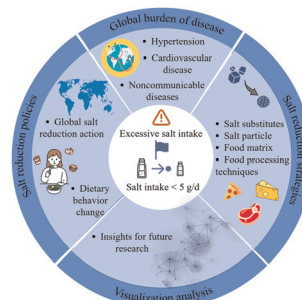 Global burden of disease
▪ Hypertension
▪ Cardiovascular
disease
▪ Noncommunicable
diseases
Salt reduction policies
▪ Global salt
reduction action
▪ Dietary
behavior
change
Excessive salt intake
Salt intake < 5 g/d
Salt reduction strategies
▪ Salt substitutes
▪ Salt particle
▪ Food matrix
▪ Food processing
techniques
▪ Insights for future
research
Visualization analysis